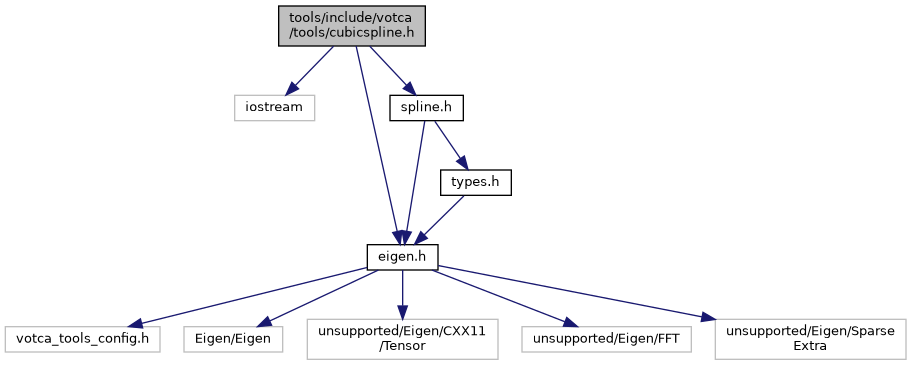 tools/include/votca
/tools/cubicspline.h
iostream
spline.h
types.h
eigen.h
votca_tools_config.h
Eigen/Eigen
unsupported/Eigen/CXX11
/Tensor
unsupported/Eigen/FFT
unsupported/Eigen/Sparse
Extra